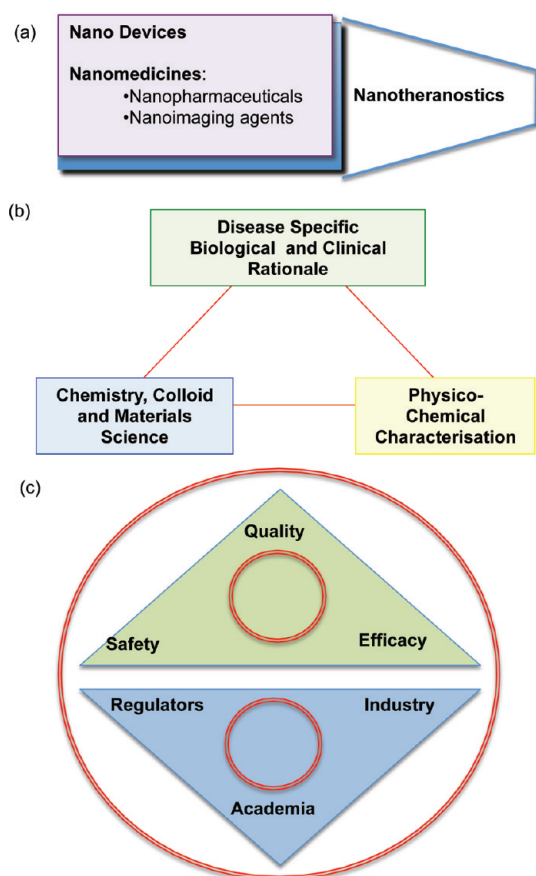 (a)
Nano Devices
Nanomedicines:
•Nanopharmaceuticals
•Nanoimaging agents
Nanotheranostics
(b)
Disease Specific
Biological and Clinical
Rationale
Chemistry, Colloid
and Materials
Science
Physico-
Chemical
Characterisation
(c)
Quality
Safety
Efficacy
Regulators
Industry
Academia